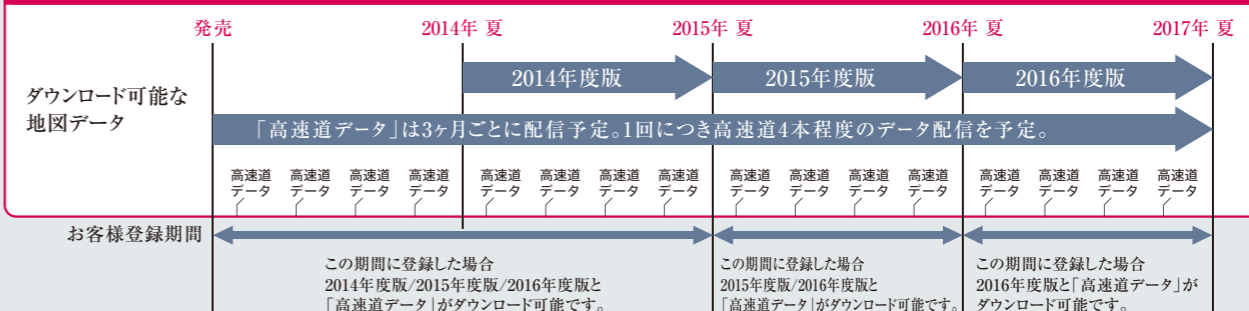 発売
2014年 夏
2015年 夏
2016年 夏
2017年 夏
ダウンロード可能な
地図データ
2014年度版
2015年度版
2016年度版
「高速道データ」は3ヶ月ごとに配信予定。1回につき高速道4本程度のデータ配信を予定。
高速道
データ
高速道
データ
高速道
データ
高速道
データ
高速道
データ
高速道
データ
高速道
データ
高速道
データ
高速道
データ
高速道
データ
高速道
データ
高速道
データ
高速道
データ
高速道
データ
高速道
データ
高速道
データ
お客様登録期間
この期間に登録した場合
2014年度版/2015年度版/2016年度版と
「高速道データ」がダウンロード可能です。
この期間に登録した場合
2015年度版/2016年度版と
「高速道データ」がダウンロード可能です。
この期間に登録した場合
2016年度版と「高速道データ」が
ダウンロード可能です。